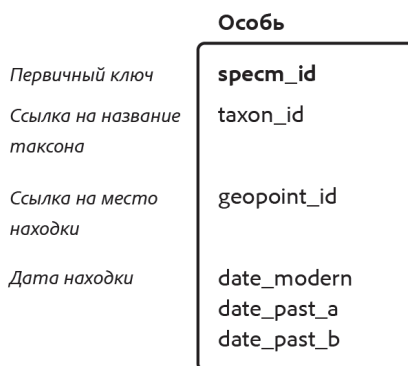 Особь
Первичный ключ specm_id
Ссылка на название taxon_id
таксона
Ссылка на место geopoint_id
находки
Дата находки date_modern
date_past_a
date_past_b